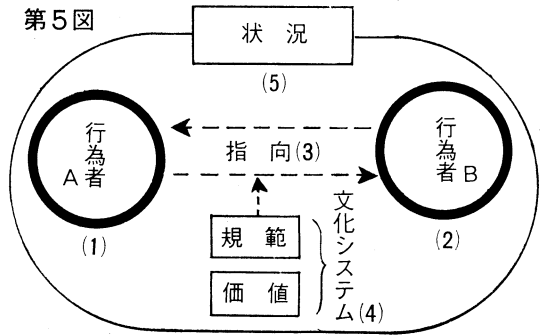 第5図
状況
(5)
行為者A
指向(3)
行為者B
(1)
(2)
規範
価値
文化システム(4)